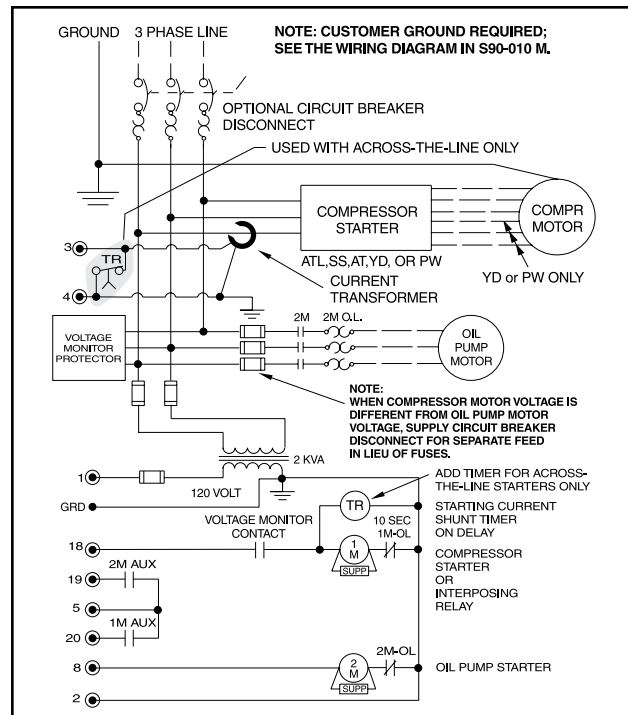 GROUND 3 PHASE LINE
NOTE: CUSTOMER GROUND REQUIRED;
SEE THE WIRING DIAGRAM IN S90-010 M.
OPTIONAL CIRCUIT BREAKER
DISCONNECT
USED WITH ACROSS-THE-LINE ONLY
COMPRESSOR
STARTER
COMPR
MOTOR
3
TR
ATL,SS,AT,YD, OR PW
YD or PW ONLY
CURRENT
TRANSFORMER
4
2M 2M O.L.
VOLTAGE
MONITOR
PROTECTOR
OIL
PUMP
MOTOR
NOTE:
WHEN COMPRESSOR MOTOR VOLTAGE IS
DIFFERENT FROM OIL PUMP MOTOR
VOLTAGE, SUPPLY CIRCUIT BREAKER
DISCONNECT FOR SEPARATE FEED
IN LIEU OF FUSES.
2 KVA
1
120 VOLT
ADD TIMER FOR ACROSS-
THE-LINE STARTERS ONLY
GRD
TR
STARTING CURRENT
SHUNT TIMER
ON DELAY
VOLTAGE MONITOR
CONTACT
10 SEC
1M-OL
18
1
M
SUPP
COMPRESSOR
STARTER
OR
INTERPOSING
RELAY
2M AUX
19
5
1M AUX
20
8
2
M
SUPP
2M-OL
OIL PUMP STARTER
2